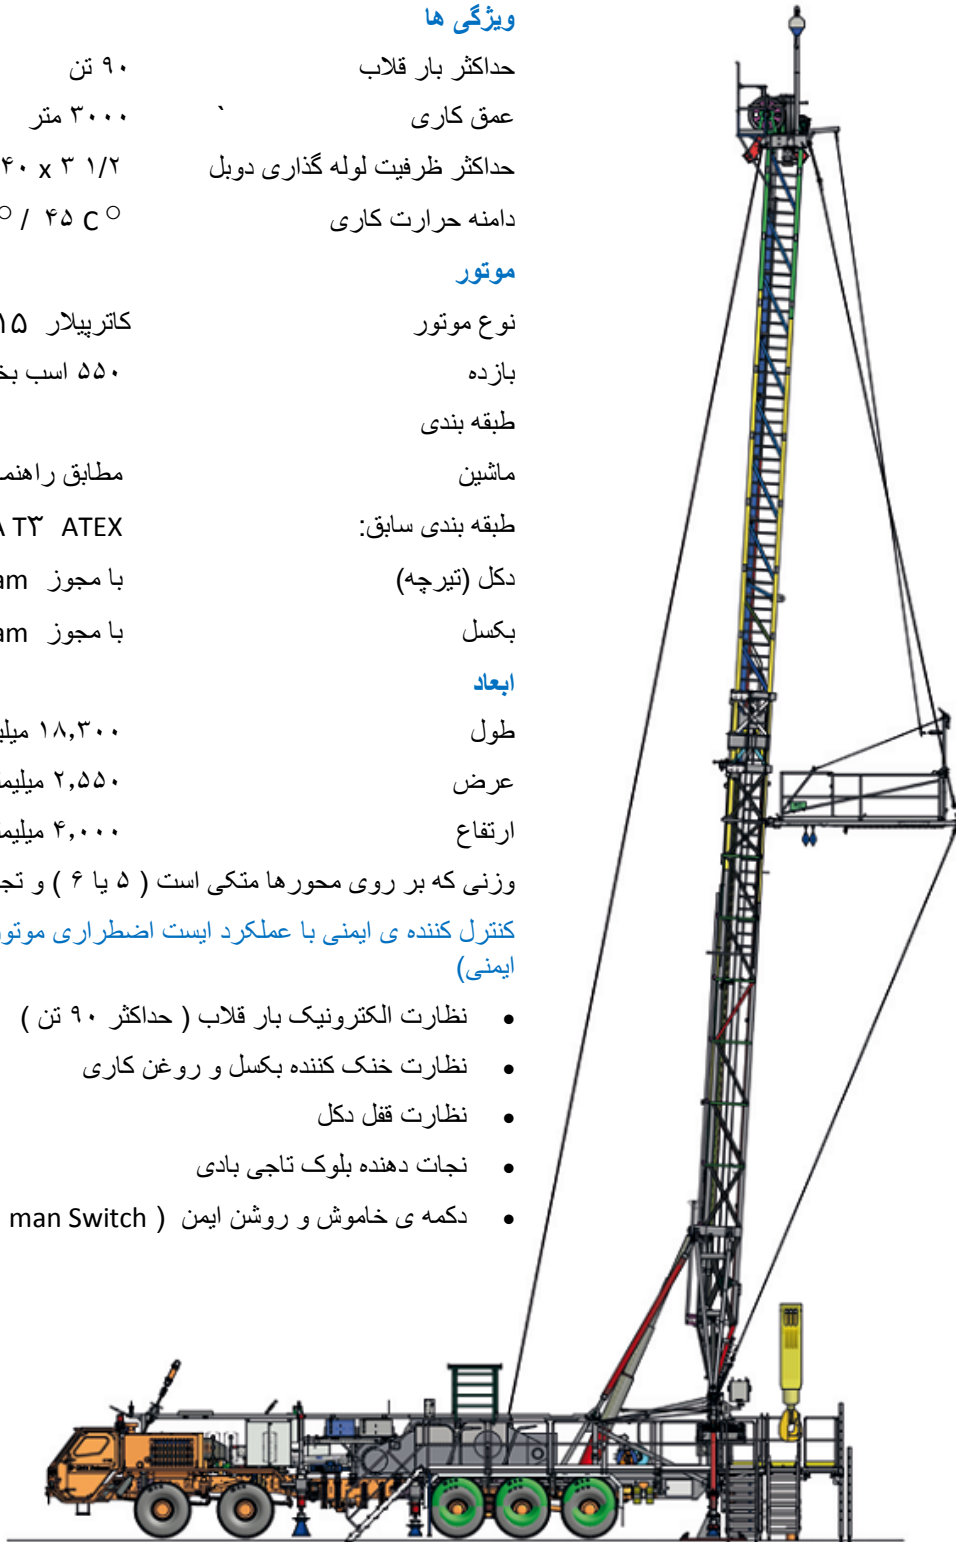 ویژگی ها
حداکثر بار قلاب ۹۰ تن
عمق کاری ` ۳۰۰۰ متر
حداکثر ظرفیت لوله گذاری دوبل ۴۰ x ۳ ۱/۲
دامنه حرارت کاری / ۴۵ C °
موتور
نوع موتور کاترپیلار ۱۵
بازده ۵۵۰ اسب
طبقه بندی
ماشین مطابق
طبقه بندی سابق: T۳ ATEX
دکل (تیرچه) با مجوز
بکسل با مجوز
ابعاد
طول ۱۸,۳۰۰
عرض ۲,۵۵۰
ارتفاع ۴,۰۰۰
وزنی که بر روی محورها متکی است ( ۵ یا ۶ ) و
کنترل کننده ی ایمنی با عملکرد ایست اضطراری موتور
ایمنی)
• نظارت الکترونیک بار قلاب ( حداکثر ۹۰ تن )
• نظارت خنک کننده بکسل و روغن کاری
• نظارت قفل دکل
• نجات دهنده بلوک تاجی بادی
• دکمه ی خاموش و روشن ایمن ( man Switch